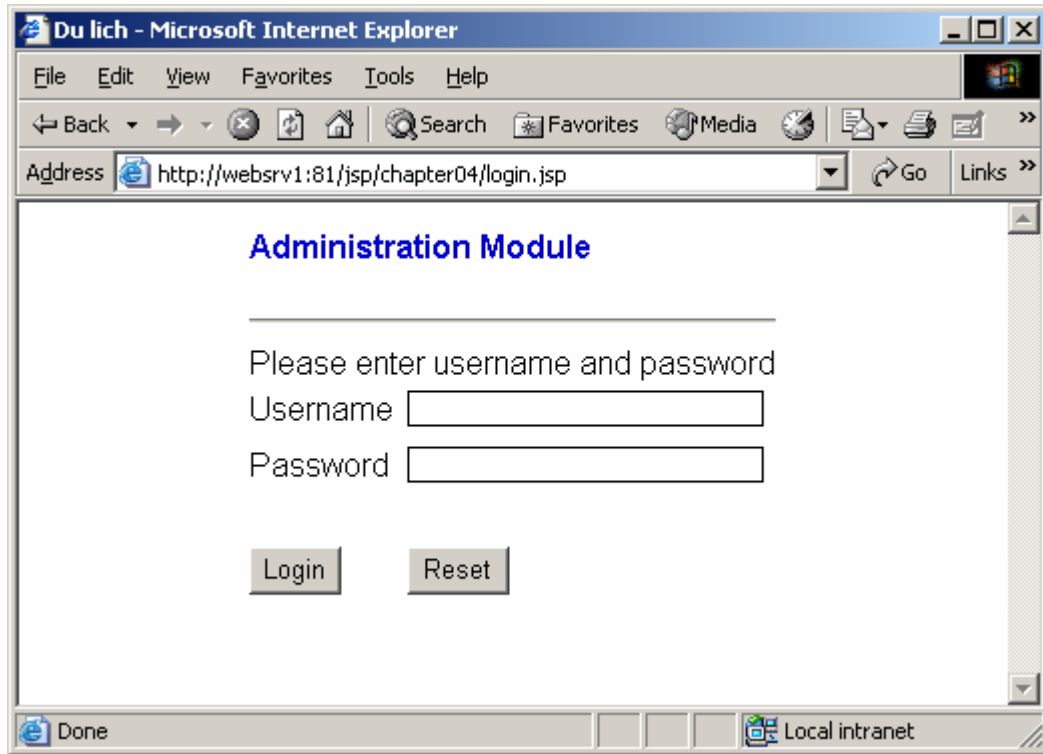 Du lich - Microsoft Internet Explorer
File Edit View Favorites Tools Help
Back Search Favorites Media »
Address http://websrv1:81/jsp/chapter04/login.jsp Go Links »
Administration Module
Please enter username and password
Username
Password
Login Reset
Done Local intranet